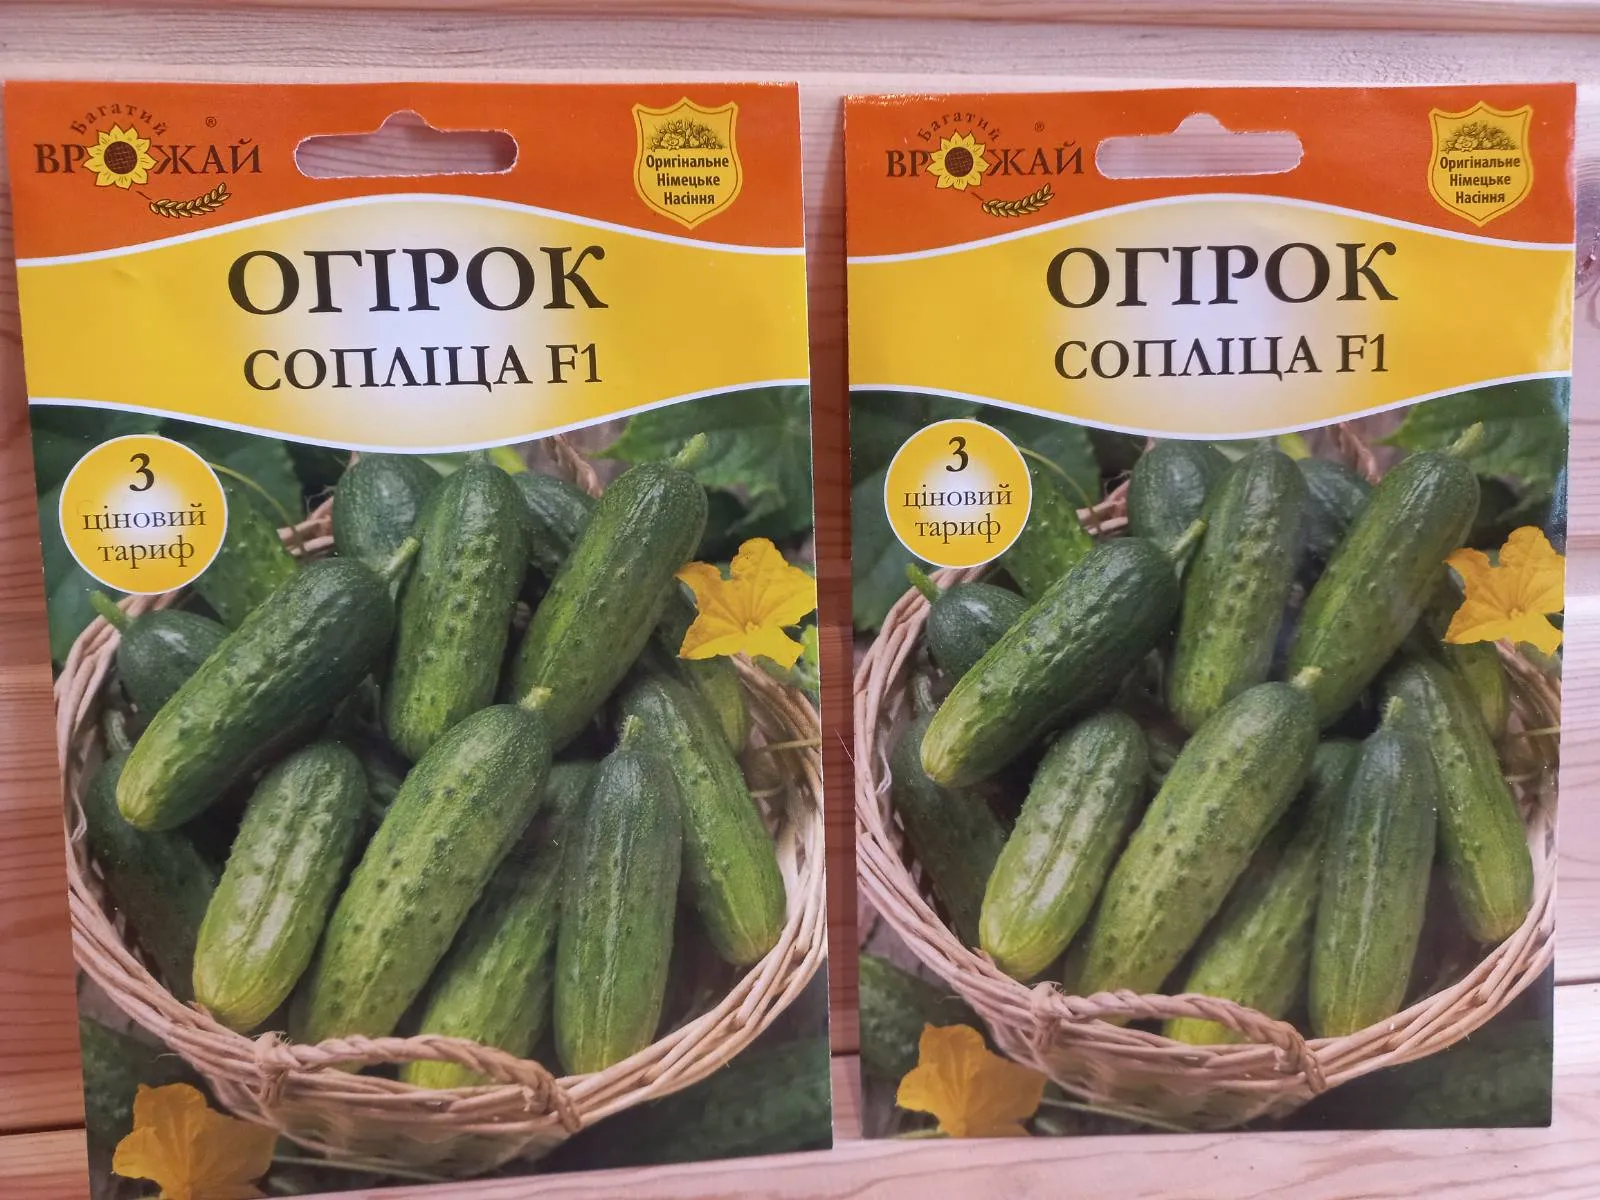 Багатий
ВРОЖАЙ
®
Оригінальне
Німецьке
Насіння
ОГІРОК
СОПЛІЦА F1
3
ціновий
тариф
Багатий
ВРОЖАЙ
®
Оригінальне
Німецьке
Насіння
ОГІРОК
СОПЛІЦА F1
3
ціновий
тариф